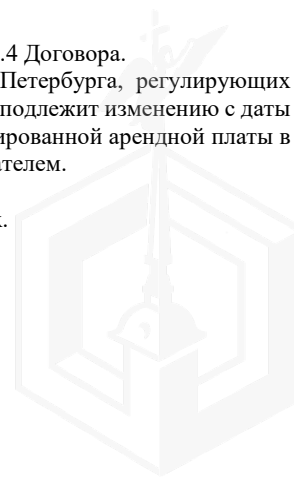 .4 Договора.
Петербурга, регулирующих
подлежит изменению с даты
ированной арендной платы в
ателем.